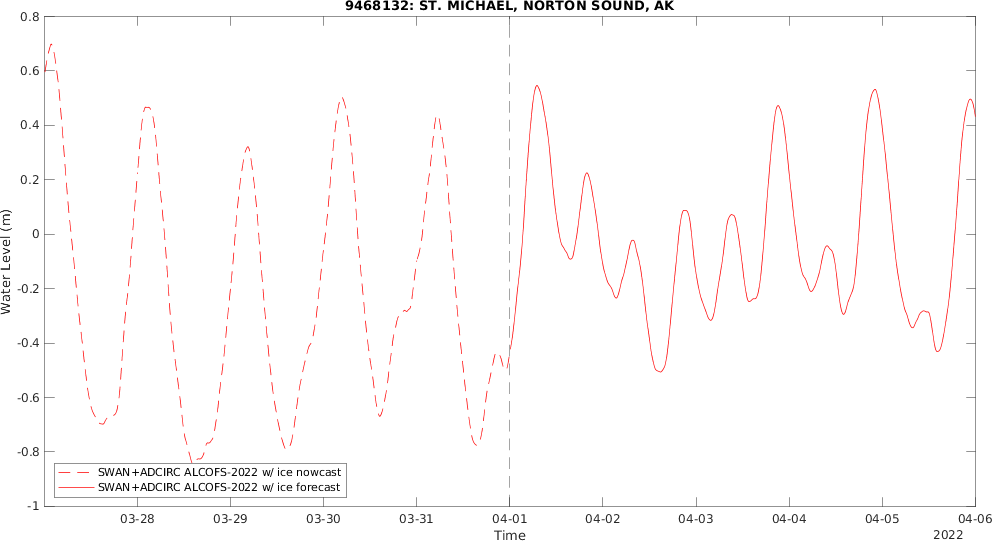 9468132: ST. MICHAEL, NORTON SOUND, AK
0.8
0.6
0.4
0.2
0
-0.2
-0.4
-0.6
-0.8
-1
Water Level (m)
SWAN+ADCIRC ALCOFS-2022 w/ ice nowcast
SWAN+ADCIRC ALCOFS-2022 w/ ice forecast
03-28 03-29 03-30 03-31 04-01 04-02 04-03 04-04 04-05 04-06
Time
2022